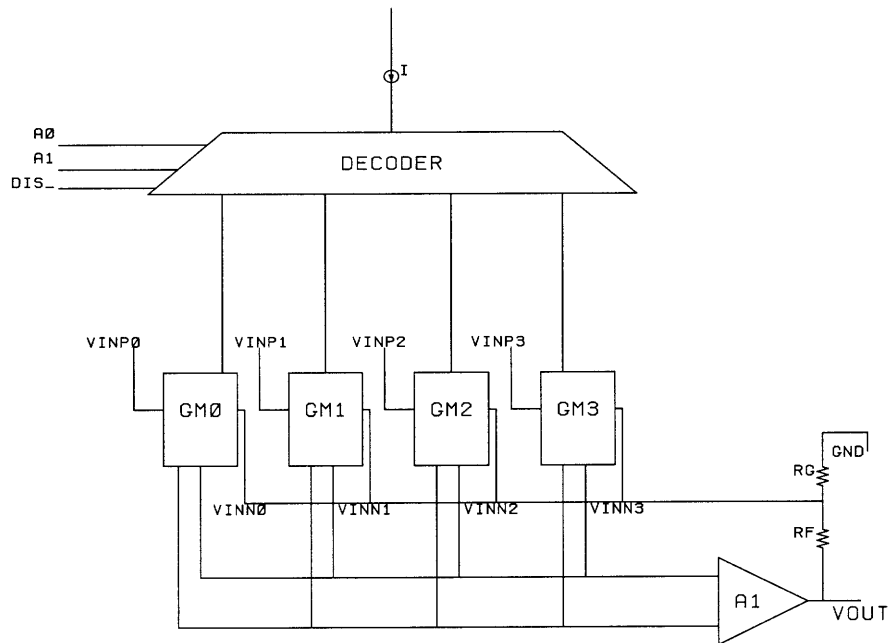 I
A0
A1
DIS_
DECODER
VINP0
VINP1
VINP2
VINP3
GM0
GM1
GM2
GM3
GND
RG
VINN0
VINN1
VINN2
VINN3
RF
A1
VOUT